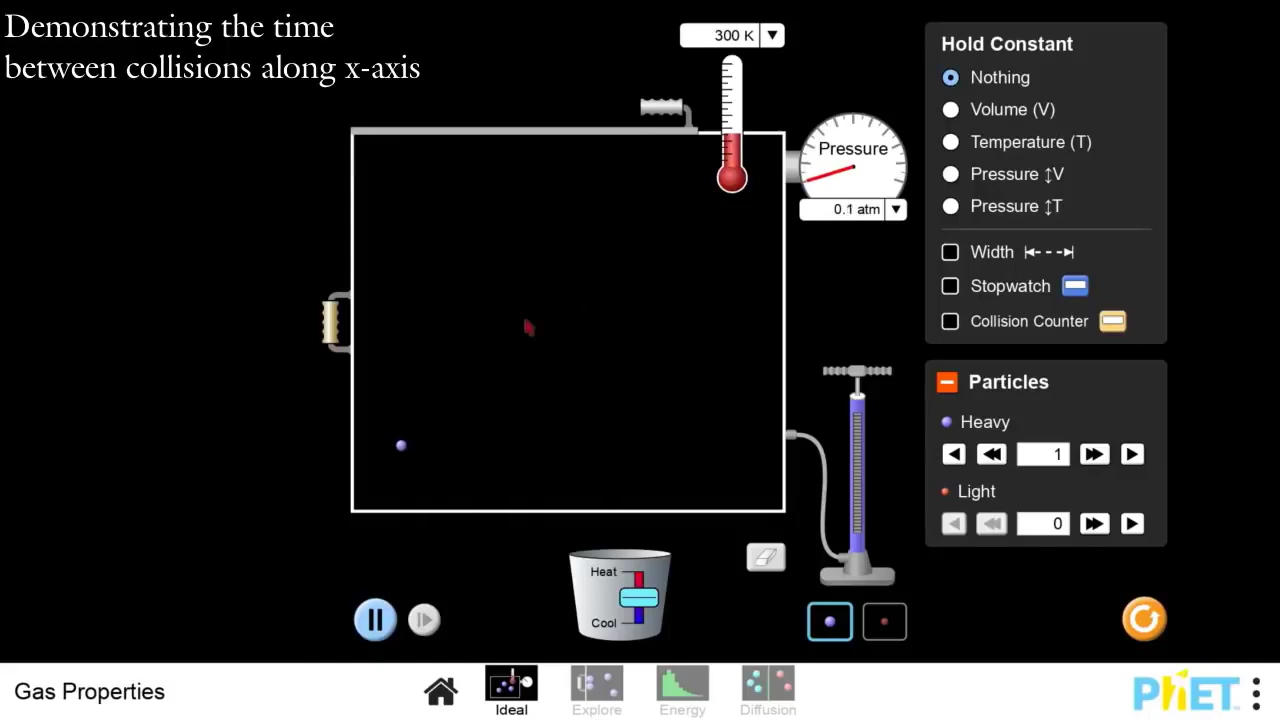 Demonstrating the time
between collisions along x-axis
300 K
Pressure
0.1 atm
Hold Constant
Nothing
Volume (V)
Temperature (T)
Pressure ↕V
Pressure ↕T
Width
Stopwatch
Collision Counter
Particles
Heavy
1
Light
0
Heat
Cool
Gas Properties
Ideal
Explore
Energy
Diffusion
PhET